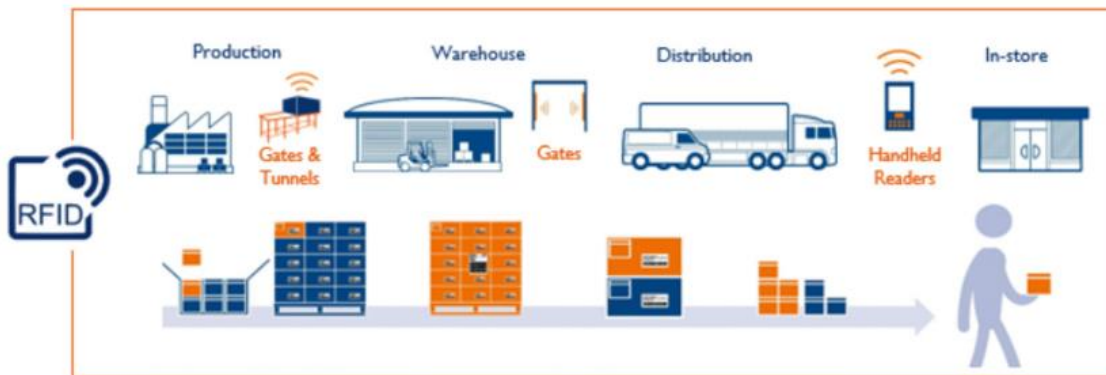 Production
Warehouse
Distribution
In-store
Gates &
Tunnels
Gates
Handheld
Readers
RFID